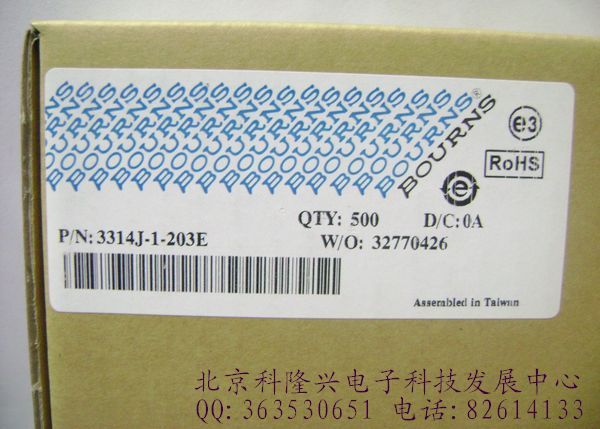 BOURNS®
e3
RoHS
QTY: 500 D/C: 0A
P/N: 3314J-1-203E W/O: 32770426
Assembled in Taiwan
北京科隆兴电子科技发展中心
QQ: 363530651 电话: 82614133